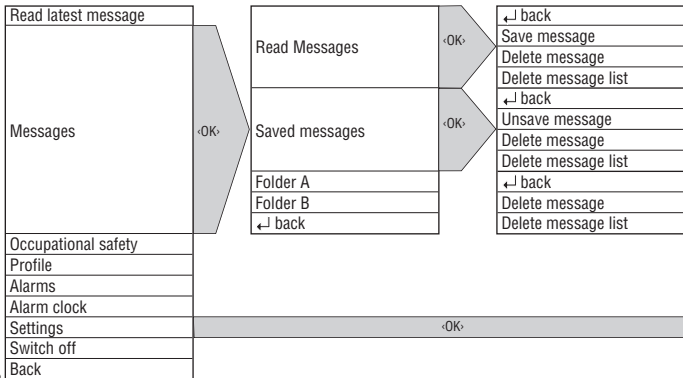 Read latest message
Messages
‹OK›
Read Messages
‹OK›
↵ back
Save message
Delete message
Delete message list
Saved messages
‹OK›
↵ back
Unsave message
Delete message
Delete message list
Folder A
Folder B
↵ back
↵ back
Delete message
Delete message list
Occupational safety
Profile
Alarms
Alarm clock
Settings
‹OK›
Switch off
Back